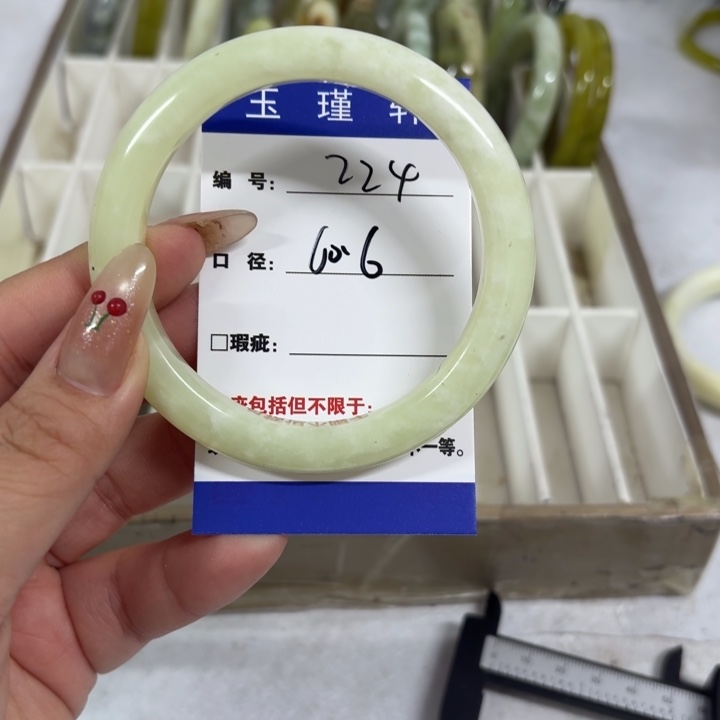 玉瑾轩
编 号: 224
口 径: 60.6
□瑕疵:
包括但不限于:
一等。